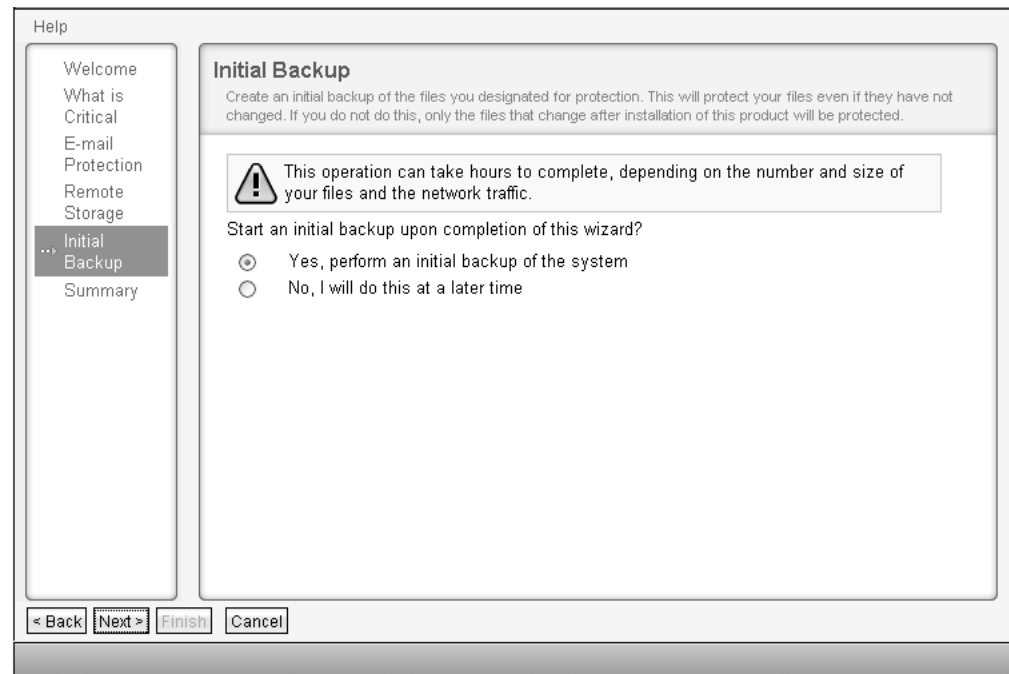 Help
Welcome
What is
Critical
E-mail
Protection
Remote
Storage
Initial
Backup
Summary
Initial Backup
Create an initial backup of the files you designated for protection. This will protect your files even if they have not
changed. If you do not do this, only the files that change after installation of this product will be protected.
This operation can take hours to complete, depending on the number and size of
your files and the network traffic.
Start an initial backup upon completion of this wizard?
Yes, perform an initial backup of the system
No, I will do this at a later time
< Back Next > Finish Cancel